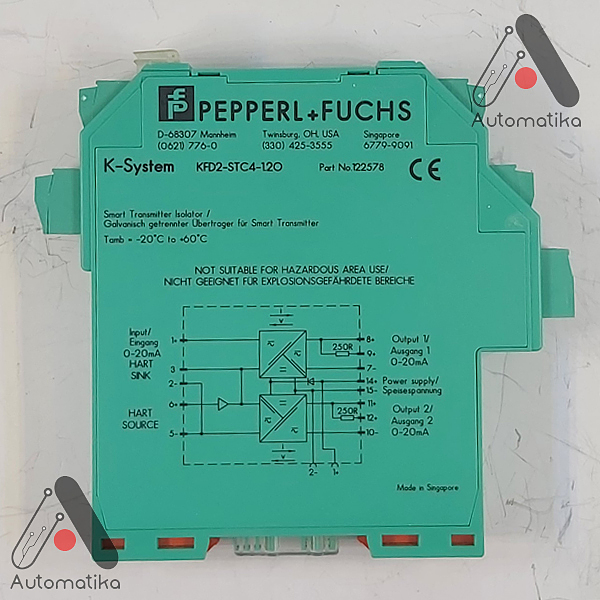 Automatika
PF
PEPPERL+FUCHS
D-68307 Mannheim Twinsburg, OH, USA Singapore
(0621) 776-0 (330) 425-3555 6779-9091
K-System KFD2-STC4-1.2O Part No.122578 CE
Smart Transmitter Isolator /
Galvanisch getrennter Übertrager für Smart Transmitter
Tamb = -20°C to +60°C
NOT SUITABLE FOR HAZARDOUS AREA USE/
NICHT GEEIGNET FÜR EXPLOSIONSGEFÄHRDETE BEREICHE
Input/
Eingang
0-20mA
HART
SINK
HART
SOURCE
1+
3
2-
6+
5-
250R
250R
8+
9+
7-
14+
15-
11+
12+
10-
Output 1/
Ausgang 1
0-20mA
Power supply/
Speisespannung
Output 2/
Ausgang 2
0-20mA
2- 1+
Made in Singapore
Automatika